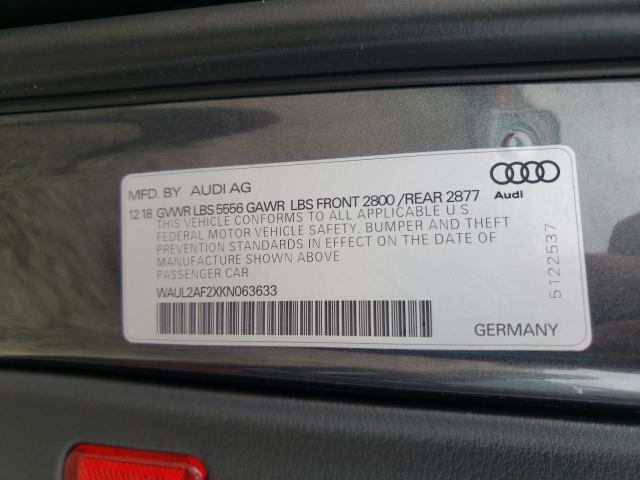 MFD. BY AUDI AG
Audi
12 18 GVWR LBS 5556 GAWR LBS FRONT 2800 /REAR 2877
THIS VEHICLE CONFORMS TO ALL APPLICABLE U.S
FEDERAL MOTOR VEHICLE SAFETY. BUMPER AND THEFT
PREVENTION STANDARDS IN EFFECT ON THE DATE OF
MANUFACTURE SHOWN ABOVE
PASSENGER CAR
WAUL2AF2XKN063633
5122537
GERMANY